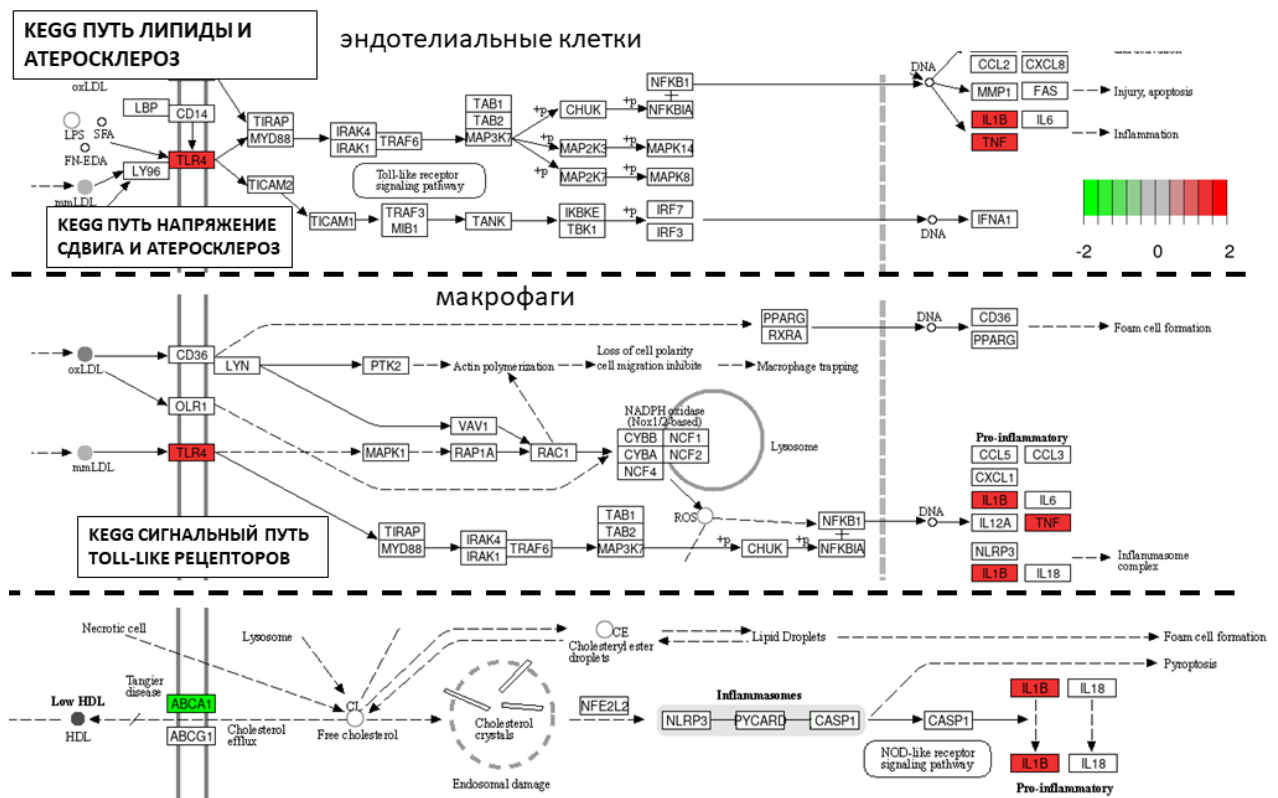 KEGG ПУТЬ ЛИПИДЫ И
АТЕРОСКЛЕРОЗ
эндотелиальные клетки
oxLDL
LBP
CD14
LPS
SFA
FN-EDA
TLR4
LY96
mmLDL
TIRAP
MYD88
IRAK4
IRAK1
TRAF6
TAB1
TAB2
MAP3K7
+p
CHUK
+p
NFKB1
NFKBIA
+p
MAP2K3
MAPK14
+p
MAP2K7
MAPK8
Toll-like receptor
signaling pathway
TICAM2
TICAM1
TRAF3
MIB1
TANK
IKBKE
TBK1
+p
IRF7
IRF3
DNA
CCL2
CXCL8
MMP1
FAS
Injury, apoptosis
IL1B
IL6
TNF
Inflammation
DNA
IFNA1
-2
0
2
KEGG ПУТЬ НАПРЯЖЕНИЕ
СДВИГА И АТЕРОСКЛЕРОЗ
макрофаги
oxLDL
CD36
LYN
OLR1
mmLDL
TLR4
PTK2
Actin polymerization
Loss of cell polarity
cell migration inhibite
Macrophage trapping
PPARG
RXRA
DNA
CD36
PPARG
Foam cell formation
VAV1
MAPK1
RAP1A
RAC1
NADPH oxidase
(Nox1/2-based)
CYBB
NCF1
CYBA
NCF2
NCF4
Lysosome
ROS
TIRAP
MYD88
IRAK4
IRAK1
TRAF6
TAB1
TAB2
MAP3K7
+p
CHUK
+p
NFKB1
NFKBIA
DNA
Pro-inflammatory
CCL5
CCL3
CXCL1
IL1B
IL6
IL12A
TNF
NLRP3
IL1B
IL18
Inflammasome
complex
KEGG СИГНАЛЬНЫЙ ПУТЬ
TOLL-LIKE РЕЦЕПТОРОВ
Necrotic cell
Lysosome
CE
Cholesteryl ester
droplets
Lipid Droplets
Foam cell formation
Pyroptosis
Tangier
disease
Low HDL
HDL
ABCA1
ABCG1
Cholesterol
efflux
CL
Free cholesterol
Cholesterol
crystals
Endosomal damage
NFE2L2
Inflammasomes
NLRP3
PYCARD
CASP1
CASP1
NOD-like receptor
signaling pathway
IL1B
IL18
IL1B
IL18
Pro-inflammatory